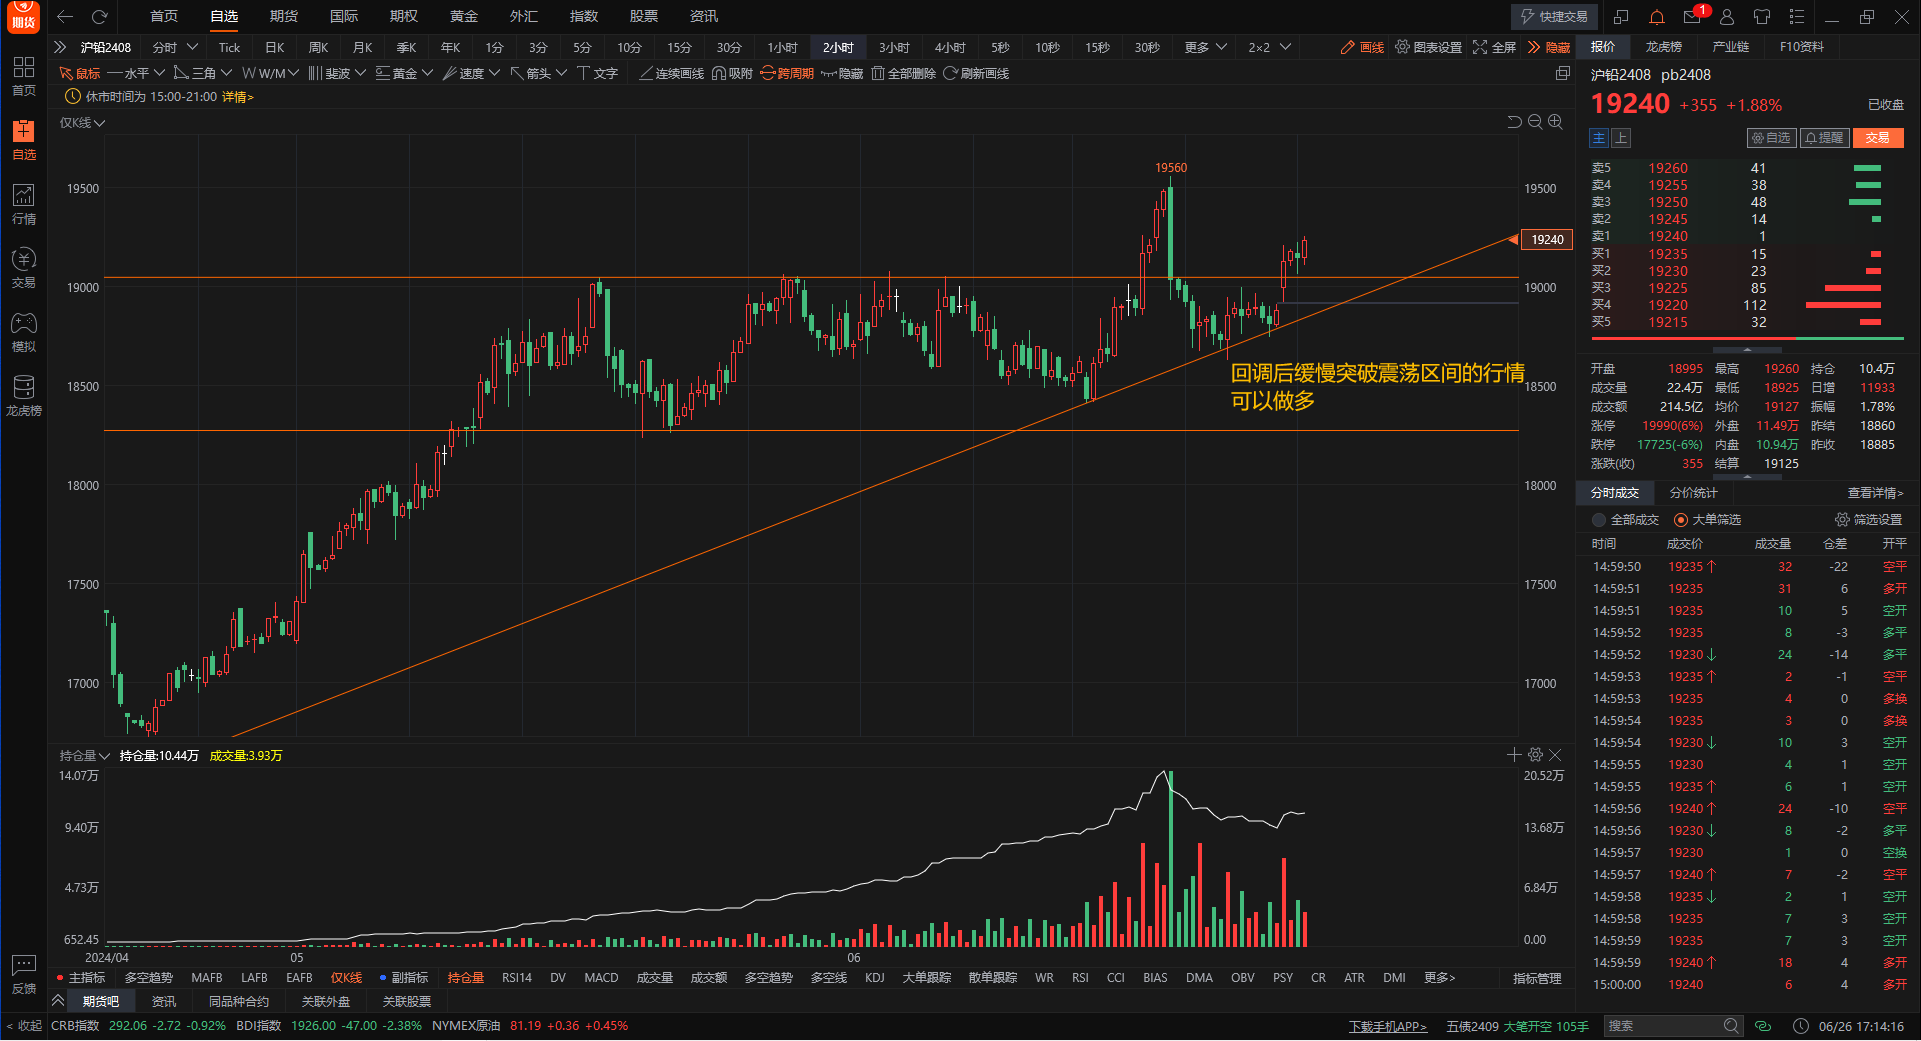 期货 首页 自选 期货 国际 期权 黄金 外汇 指数 股票 资讯 快捷交易 1
沪铅2408 分时 Tick 日K 周K 月K 季K 年K 1分 3分 5分 10分 15分 30分 1小时 2小时 3小时 4小时 5秒 10秒 15秒 30秒 更多 2×2 画线 图表设置 全屏 隐藏 报价 龙虎榜 产业链 F10资料
鼠标 水平 三角 W/M 斐波 黄金 速度 箭头 文字 连续画线 吸附 跨周期 隐藏 全部删除 刷新画线
休市时间为 15:00-21:00 详情>
仅K线
首页
自选
行情
交易
模拟
龙虎榜
反馈
< 收起
19560
19500
19000
18500
18000
17500
17000
19500
19240
19000
18500
18000
17500
17000
回调后缓慢突破震荡区间的行情
可以做多
持仓量 持仓量:10.44万 成交量:3.93万
14.07万 20.52万
9.40万 13.68万
4.73万 6.84万
652.45 0.00
2024/04 05 06
主指标 多空趋势 MAFB LAFB EAFB 仅K线 副指标 持仓量 RSI14 DV MACD 成交量 成交额 多空趋势 多空线 KDJ 大单跟踪 散单跟踪 WR RSI CCI BIAS DMA OBV PSY CR ATR DMI 更多> 指标管理
期货吧 资讯 同品种合约 关联外盘 关联股票
沪铅2408 pb2408
19240 +355 +1.88% 已收盘
主 上 自选 提醒 交易
卖5 19260 41
卖4 19255 38
卖3 19250 48
卖2 19245 14
卖1 19240 1
买1 19235 15
买2 19230 23
买3 19225 85
买4 19220 112
买5 19215 32
开盘 18995 最高 19260 持仓 10.4万
成交量 22.4万 最低 18925 日增 11933
成交额 214.5亿 均价 19127 振幅 1.78%
涨停 19990(6%) 外盘 11.49万 昨结 18860
跌停 17725(-6%) 内盘 10.94万 昨收 18885
涨跌(收) 355 结算 19125
分时成交 分价统计 查看详情>
全部成交 大单筛选 筛选设置
时间 成交价 成交量 仓差 开平
14:59:50 19235↑ 32 -22 空平
14:59:51 19235 31 6 多开
14:59:51 19235 10 5 空开
14:59:52 19235 8 -3 多平
14:59:52 19230↓ 24 -14 多平
14:59:53 19235↑ 2 -1 空平
14:59:53 19235 4 0 多换
14:59:54 19235 3 0 多换
14:59:54 19230↓ 10 3 空开
14:59:55 19230 4 1 空开
14:59:55 19235↑ 6 1 空开
14:59:56 19240↑ 24 -10 空平
14:59:56 19230↓ 8 -2 多平
14:59:57 19230 1 0 空换
14:59:57 19240↑ 7 -2 空平
14:59:58 19235↓ 2 1 空开
14:59:58 19235 7 3 空开
14:59:59 19235 7 3 空开
14:59:59 19240↑ 18 4 多开
15:00:00 19240 6 4 多开
CRB指数 292.06 -2.72 -0.92% BDI指数 1926.00 -47.00 -2.38% NYMEX原油 81.19 +0.36 +0.45% 下载手机APP> 五债2409 大笔开空 105手 搜索 06/26 17:14:16